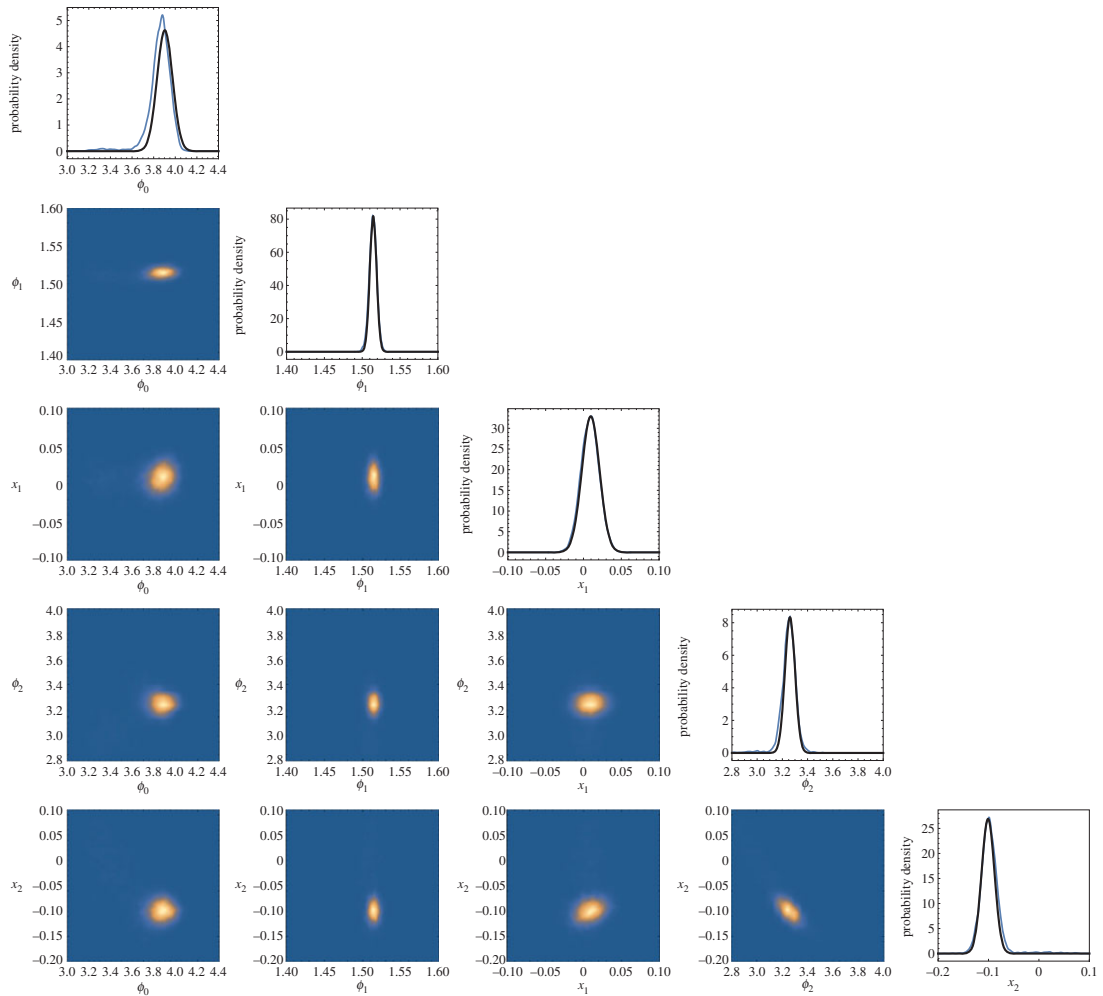 probability density
5
4
3
2
1
0
3.0 3.2 3.4 3.6 3.8 4.0 4.2 4.4
ϕ0
ϕ1
1.60
1.55
1.50
1.45
1.40
3.0 3.2 3.4 3.6 3.8 4.0 4.2 4.4
ϕ0
probability density
80
60
40
20
0
1.40 1.45 1.50 1.55 1.60
ϕ1
x1
0.10
0.05
0
–0.05
–0.10
3.0 3.2 3.4 3.6 3.8 4.0 4.2 4.4
ϕ0
x1
0.10
0.05
0
–0.05
–0.10
1.40 1.45 1.50 1.55 1.60
ϕ1
probability density
30
25
20
15
10
5
0
–0.10 –0.05 0 0.05 0.10
x1
ϕ2
4.0
3.8
3.6
3.4
3.2
3.0
2.8
3.0 3.2 3.4 3.6 3.8 4.0 4.2 4.4
ϕ0
ϕ2
4.0
3.8
3.6
3.4
3.2
3.0
2.8
1.40 1.45 1.50 1.55 1.60
ϕ1
ϕ2
4.0
3.8
3.6
3.4
3.2
3.0
2.8
–0.10 –0.05 0 0.05 0.10
x1
probability density
8
6
4
2
0
2.8 3.0 3.2 3.4 3.6 3.8 4.0
ϕ2
x2
0.10
0.05
0
–0.05
–0.10
–0.15
–0.20
3.0 3.2 3.4 3.6 3.8 4.0 4.2 4.4
ϕ0
x2
0.10
0.05
0
–0.05
–0.10
–0.15
–0.20
1.40 1.45 1.50 1.55 1.60
ϕ1
x2
0.10
0.05
0
–0.05
–0.10
–0.15
–0.20
–0.10 –0.05 0 0.05 0.10
x1
x2
0.10
0.05
0
–0.05
–0.10
–0.15
–0.20
2.8 3.0 3.2 3.4 3.6 3.8 4.0
ϕ2
probability density
25
20
15
10
5
0
–0.2 –0.1 0 0.1
x2